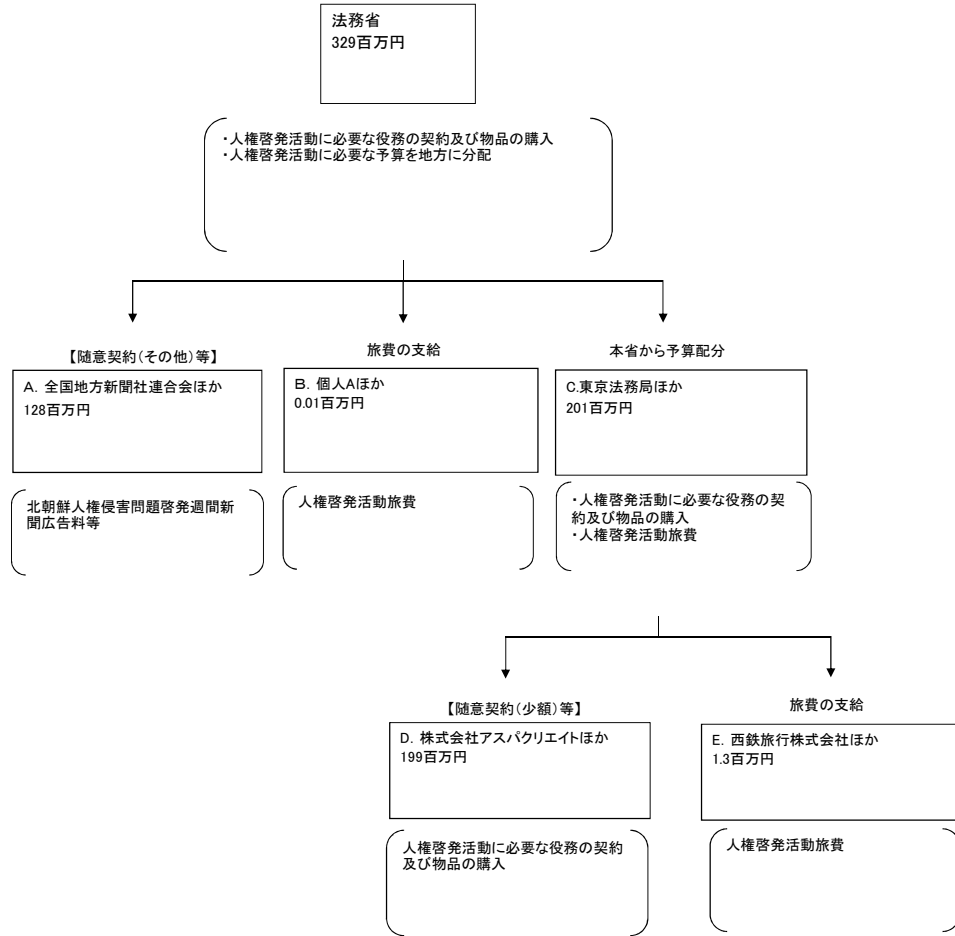 法務省
329百万円
・人権啓発活動に必要な役務の契約及び物品の購入
・人権啓発活動に必要な予算を地方に分配
【随意契約(その他)等】
旅費の支給
本省から予算配分
A. 全国地方新聞社連合会ほか
128百万円
B. 個人Aほか
0.01百万円
C.東京法務局ほか
201百万円
北朝鮮人権侵害問題啓発週間新
聞広告料等
人権啓発活動旅費
・人権啓発活動に必要な役務の契
約及び物品の購入
・人権啓発活動旅費
【随意契約(少額)等】
旅費の支給
D. 株式会社アスパクリエイトほか
199百万円
E. 西鉄旅行株式会社ほか
1.3百万円
人権啓発活動に必要な役務の契約
及び物品の購入
人権啓発活動旅費